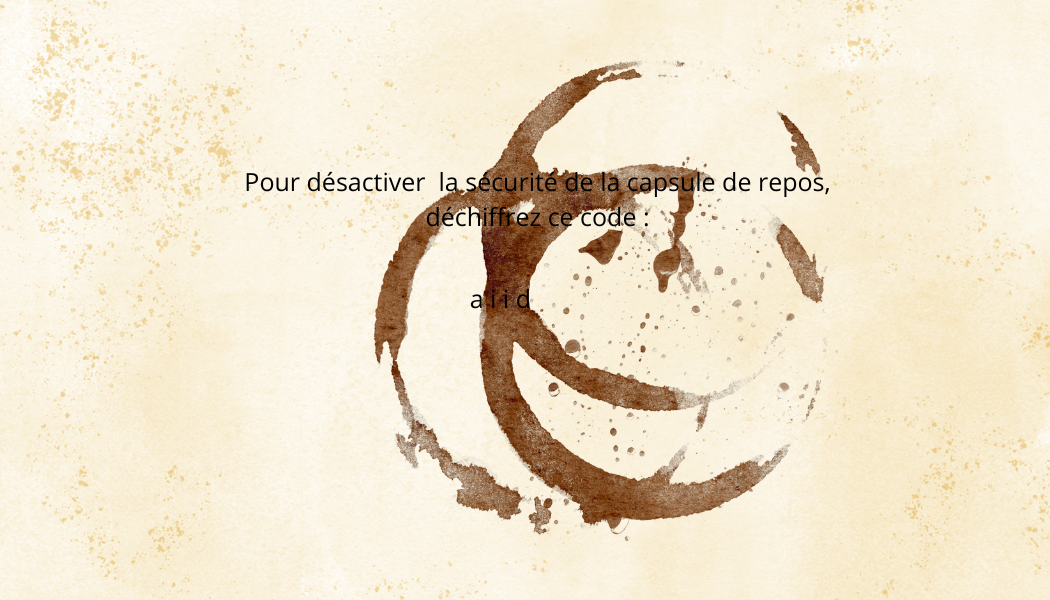 Pour désactiver  la sécurité de la capsule de repos,
déchiffrez ce code :
a i i d